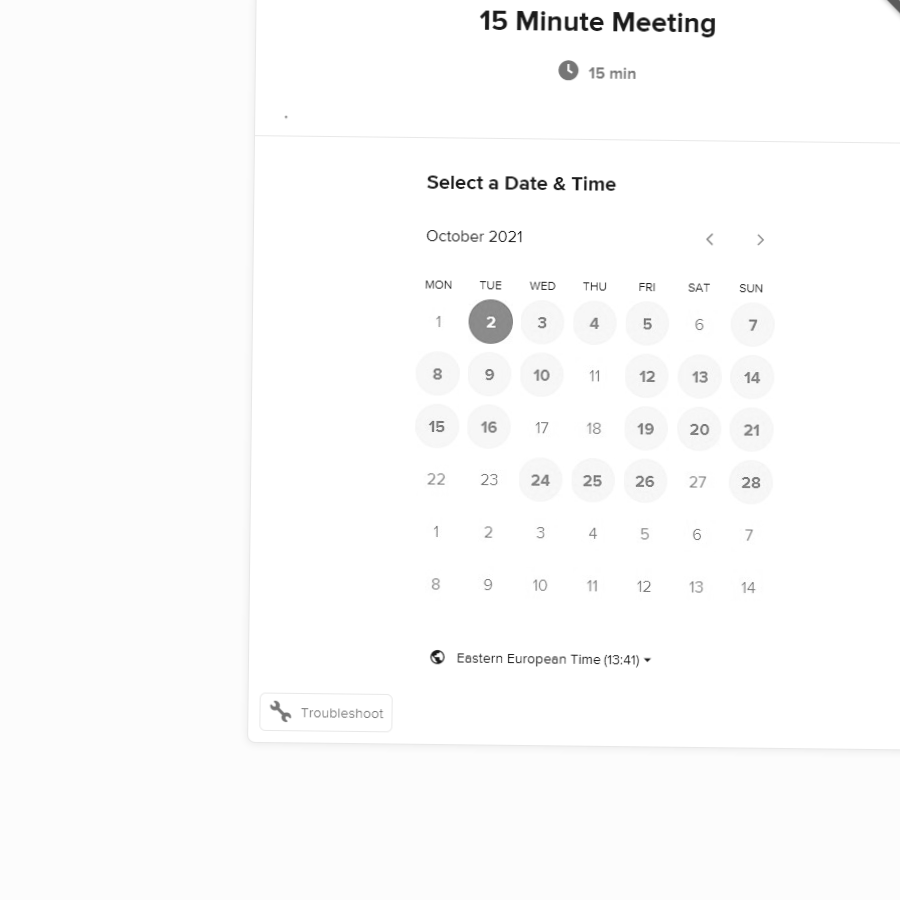 15 Minute Meeting
15 min
Select a Date & Time
October 2021
MON TUE WED THU FRI SAT SUN
1 2 3 4 5 6 7
8 9 10 11 12 13 14
15 16 17 18 19 20 21
22 23 24 25 26 27 28
1 2 3 4 5 6 7
8 9 10 11 12 13 14
Eastern European Time (13:41)
Troubleshoot